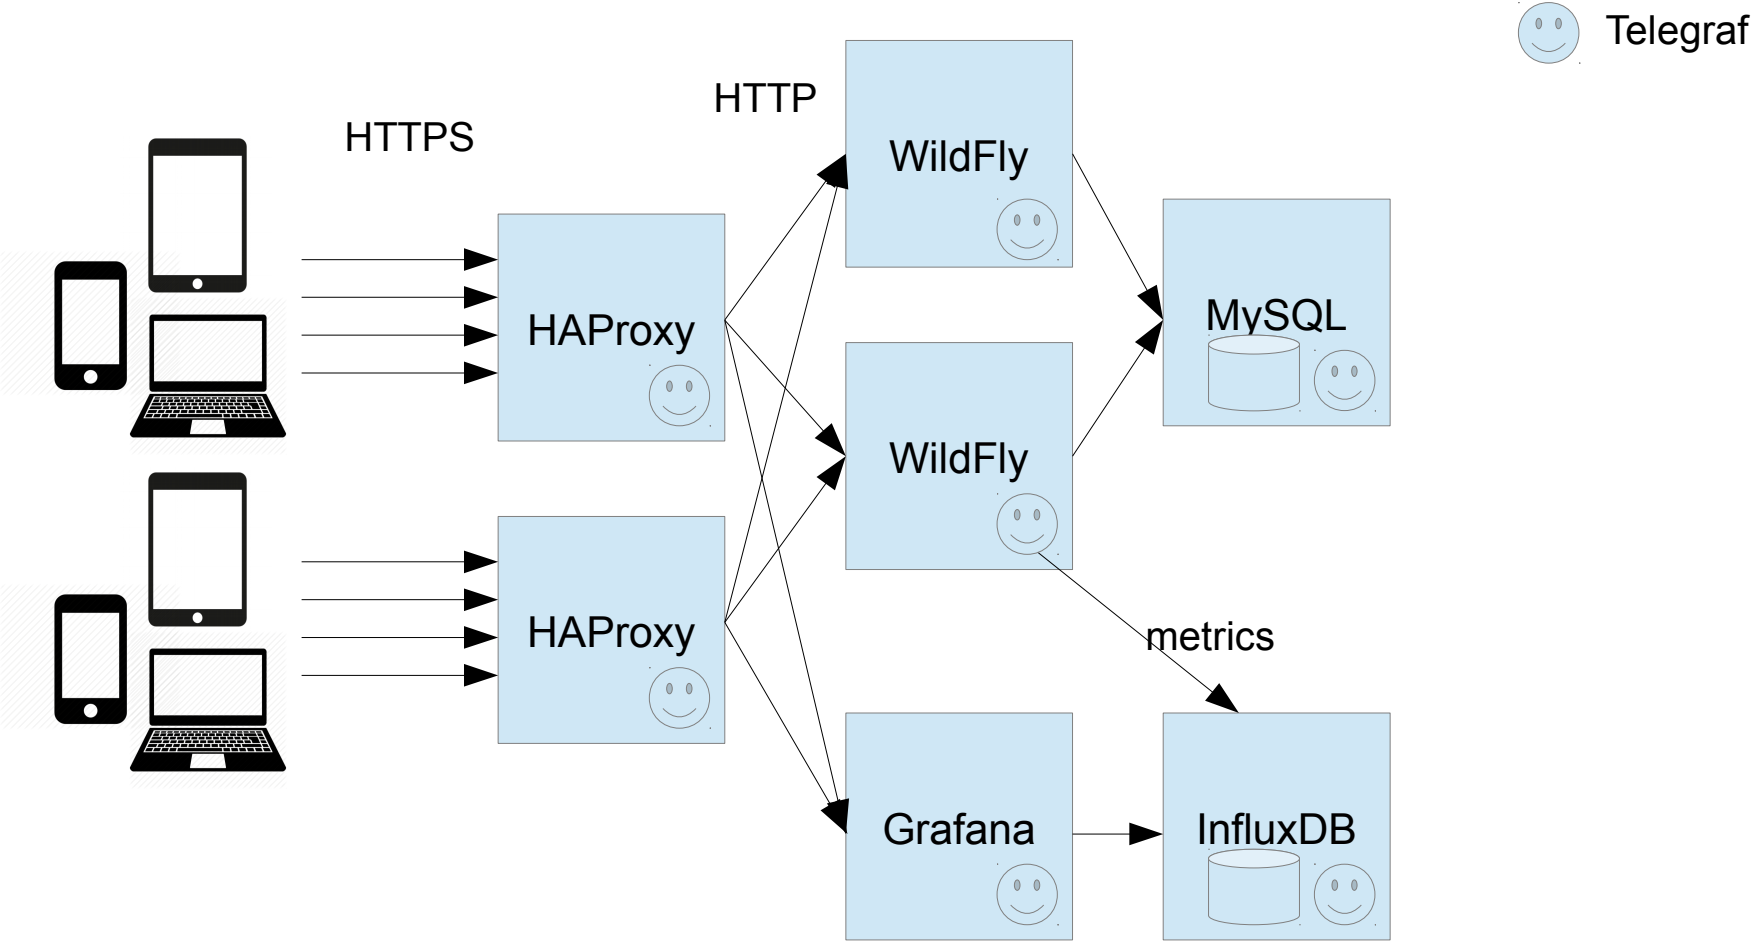 Telegraf
HTTPS
HTTP
WildFly
HAProxy
MySQL
WildFly
HAProxy
metrics
Grafana
InfluxDB